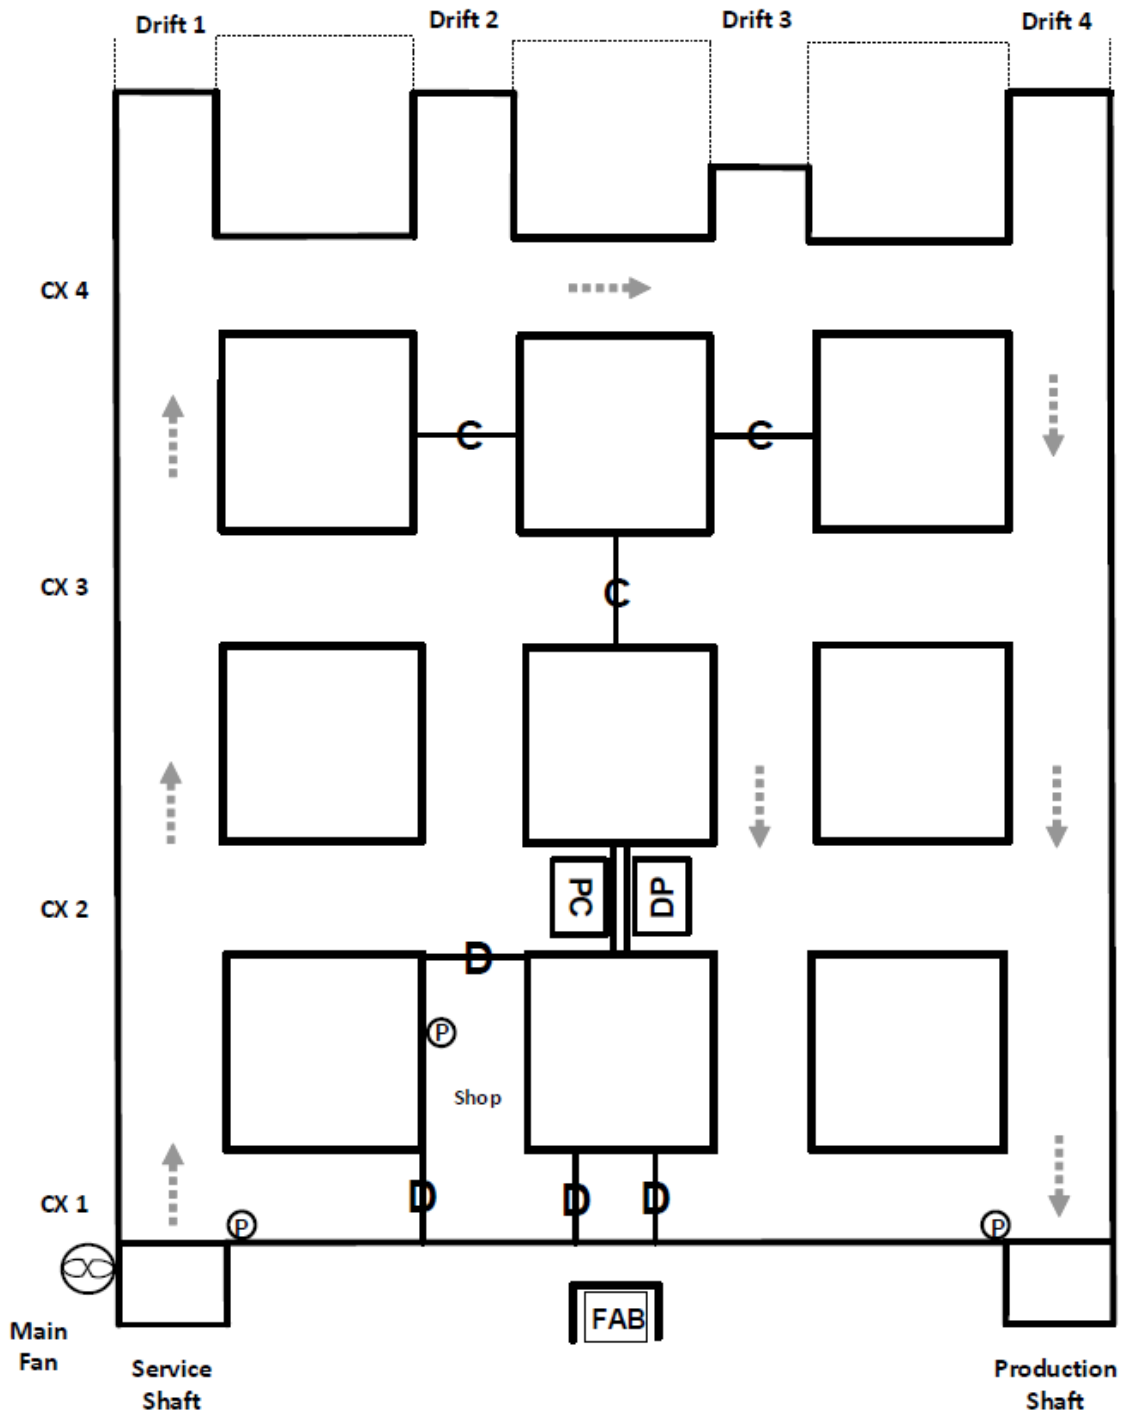 Drift 1
Drift 2
Drift 3
Drift 4
CX 4
C
C
CX 3
C
CX 2
PC
DP
D
P
Shop
CX 1
D
D
D
P
P
FAB
Main
Fan
Service
Shaft
Production
Shaft